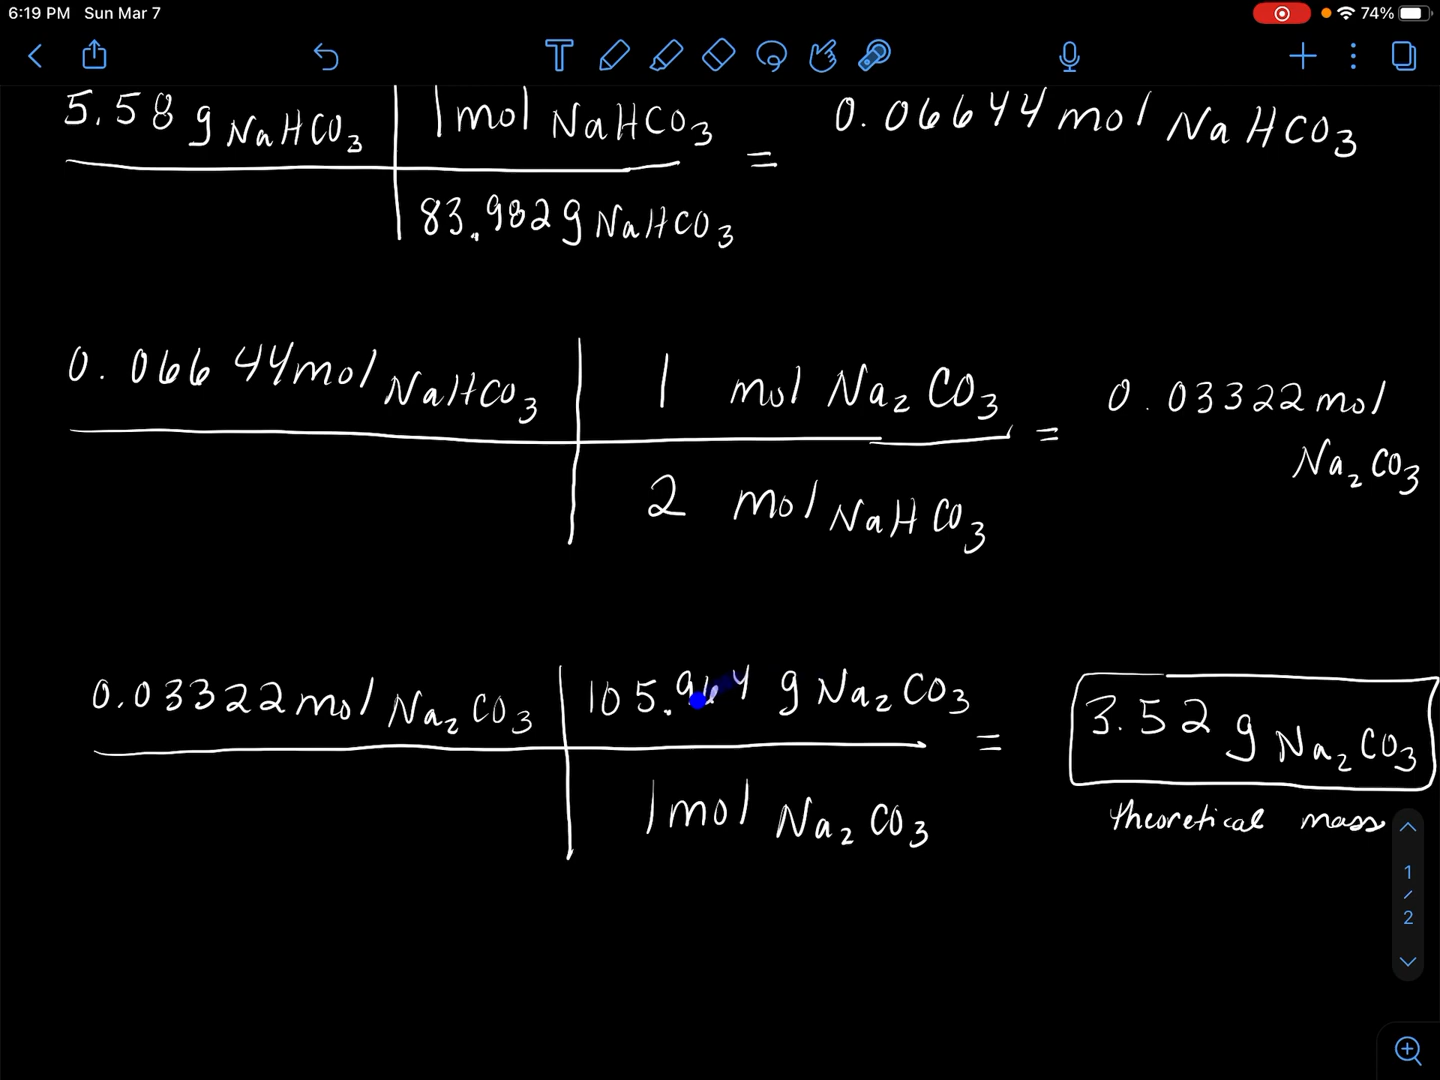 6:19 PM Sun Mar 7
74%
T
5.58 g NaHCO₃ | 1 mol NaHCO₃ = 0.06644 mol NaHCO₃
83.982 g NaHCO₃
0.06644 mol NaHCO₃ | 1 mol Na₂CO₃ = 0.03322 mol
Na₂CO₃
2 mol NaHCO₃
0.03322 mol Na₂CO₃ | 105.964 g Na₂CO₃ = 3.52 g Na₂CO₃
1 mol Na₂CO₃
theoretical mass
1
/
2